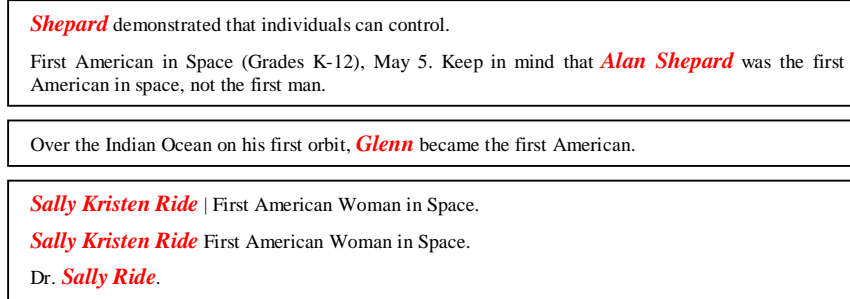 Shepard demonstrated that individuals can control.
First American in Space (Grades K-12), May 5. Keep in mind that Alan Shepard was the first
American in space, not the first man.
Over the Indian Ocean on his first orbit, Glenn became the first American.
Sally Kristen Ride | First American Woman in Space.
Sally Kristen Ride First American Woman in Space.
Dr. Sally Ride.